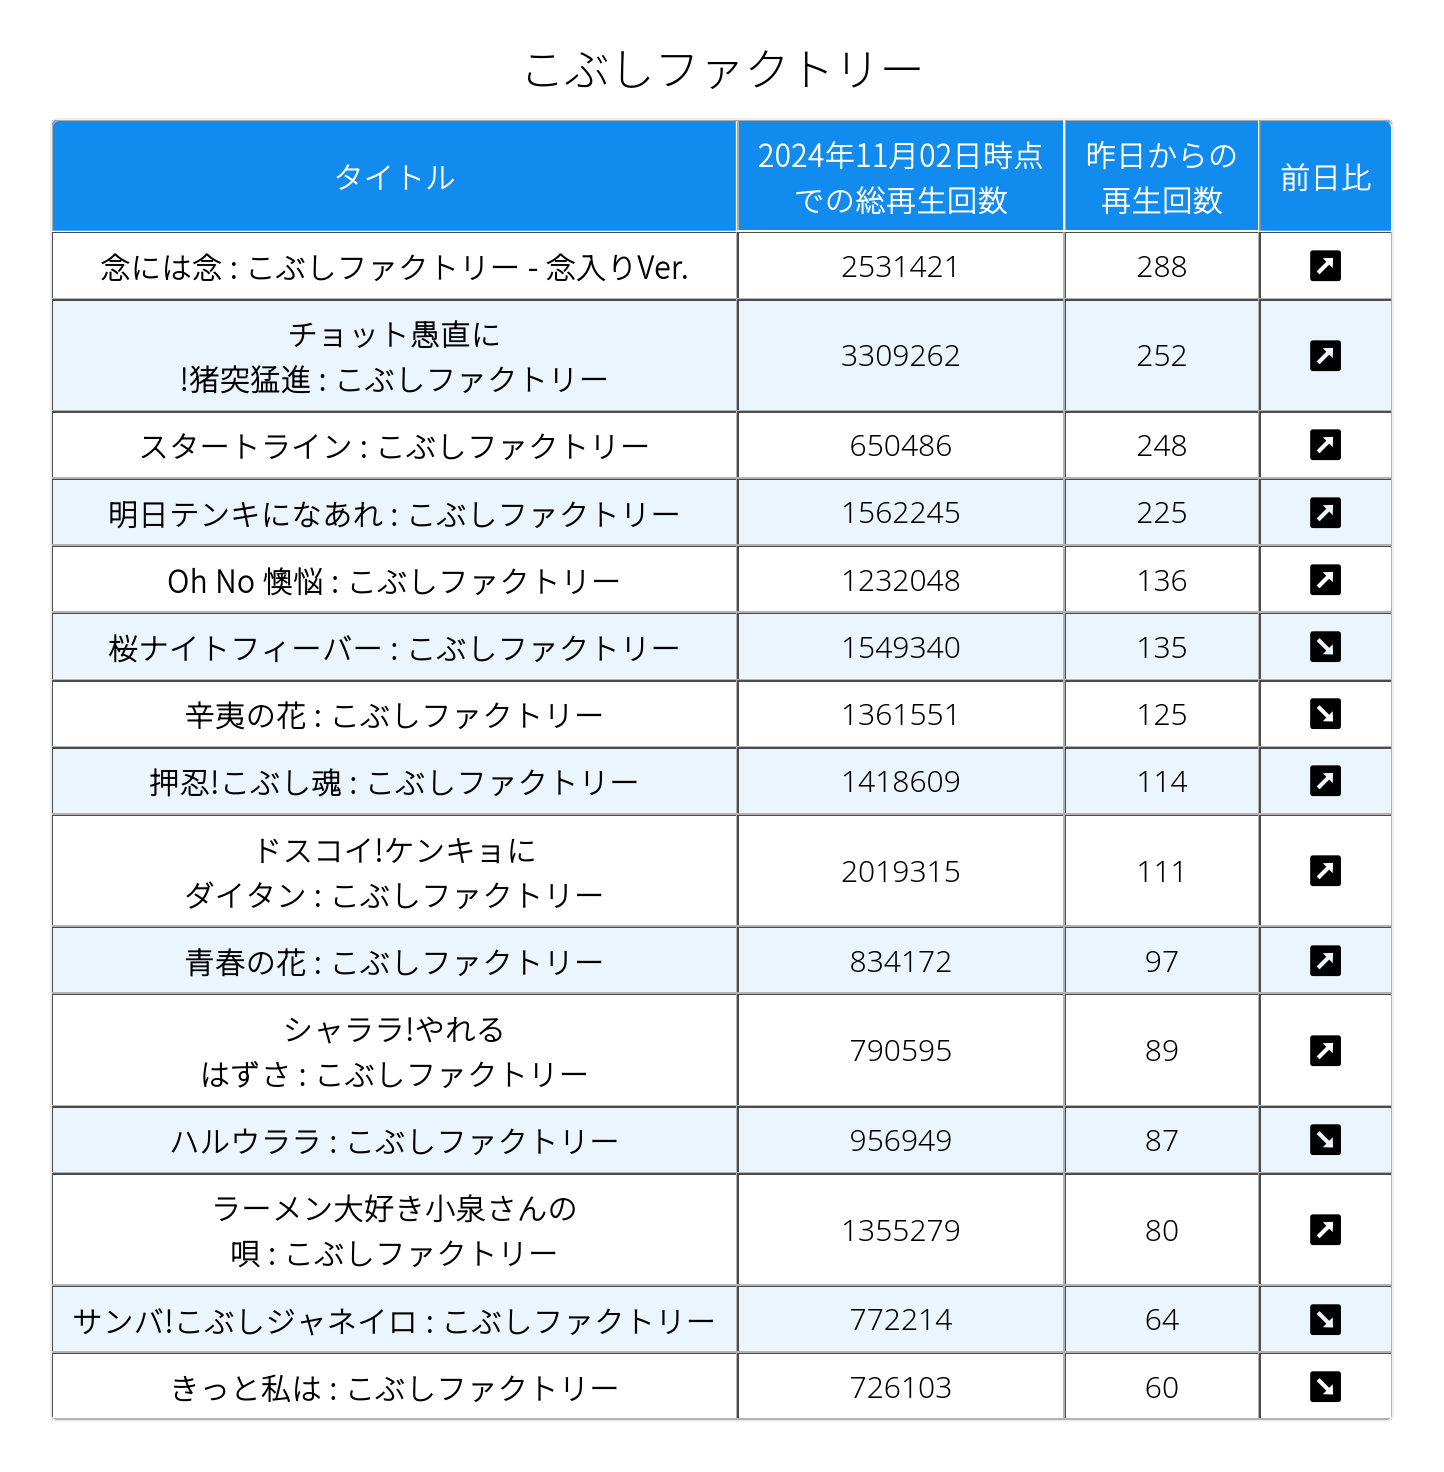 こぶしファクトリー
タイトル
2024年11月02日時点
での総再生回数
昨日からの
再生回数
前日比
念には念 : こぶしファクトリー - 念入りVer.
2531421
288
チョット愚直に
!猪突猛進 : こぶしファクトリー
3309262
252
スタートライン : こぶしファクトリー
650486
248
明日テンキになあれ : こぶしファクトリー
1562245
225
Oh No 懊悩 : こぶしファクトリー
1232048
136
桜ナイトフィーバー : こぶしファクトリー
1549340
135
辛夷の花 : こぶしファクトリー
1361551
125
押忍!こぶし魂 : こぶしファクトリー
1418609
114
ドスコイ!ケンキョに
ダイタン : こぶしファクトリー
2019315
111
青春の花 : こぶしファクトリー
834172
97
シャララ!やれる
はずさ : こぶしファクトリー
790595
89
ハルウララ : こぶしファクトリー
956949
87
ラーメン大好き小泉さんの
唄 : こぶしファクトリー
1355279
80
サンバ!こぶしジャネイロ : こぶしファクトリー
772214
64
きっと私は : こぶしファクトリー
726103
60